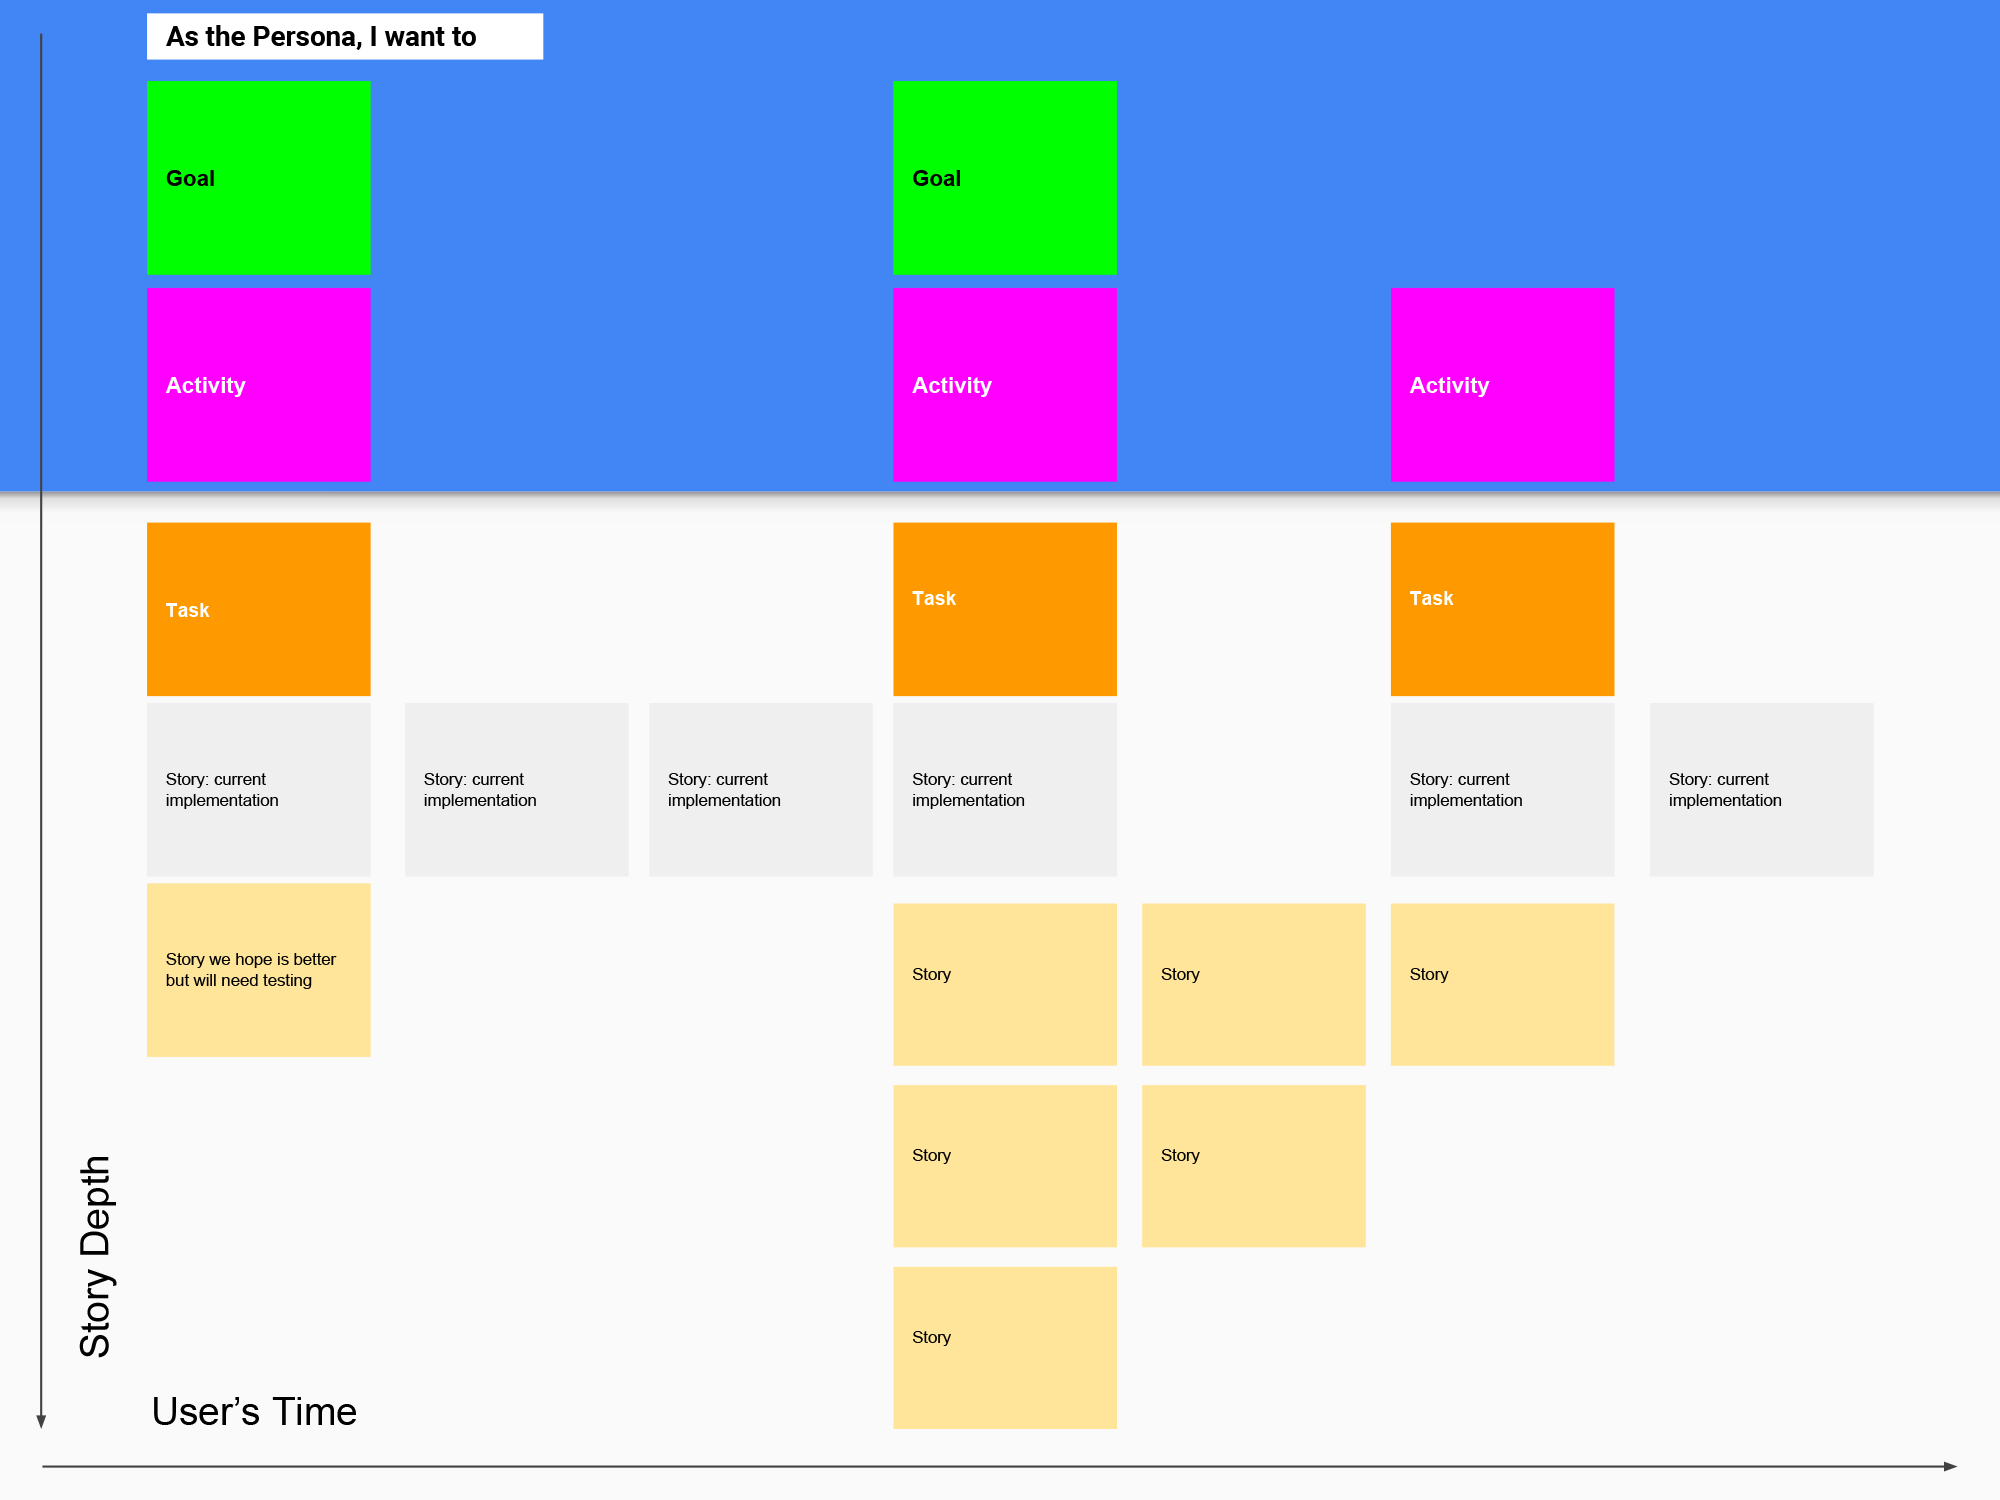 As the Persona, I want to
Goal
Goal
Activity
Activity
Activity
Task
Task
Task
Story: current
implementation
Story: current
implementation
Story: current
implementation
Story: current
implementation
Story: current
implementation
Story: current
implementation
Story we hope is better
but will need testing
Story
Story
Story
Story
Story
Story
Story Depth
User’s Time